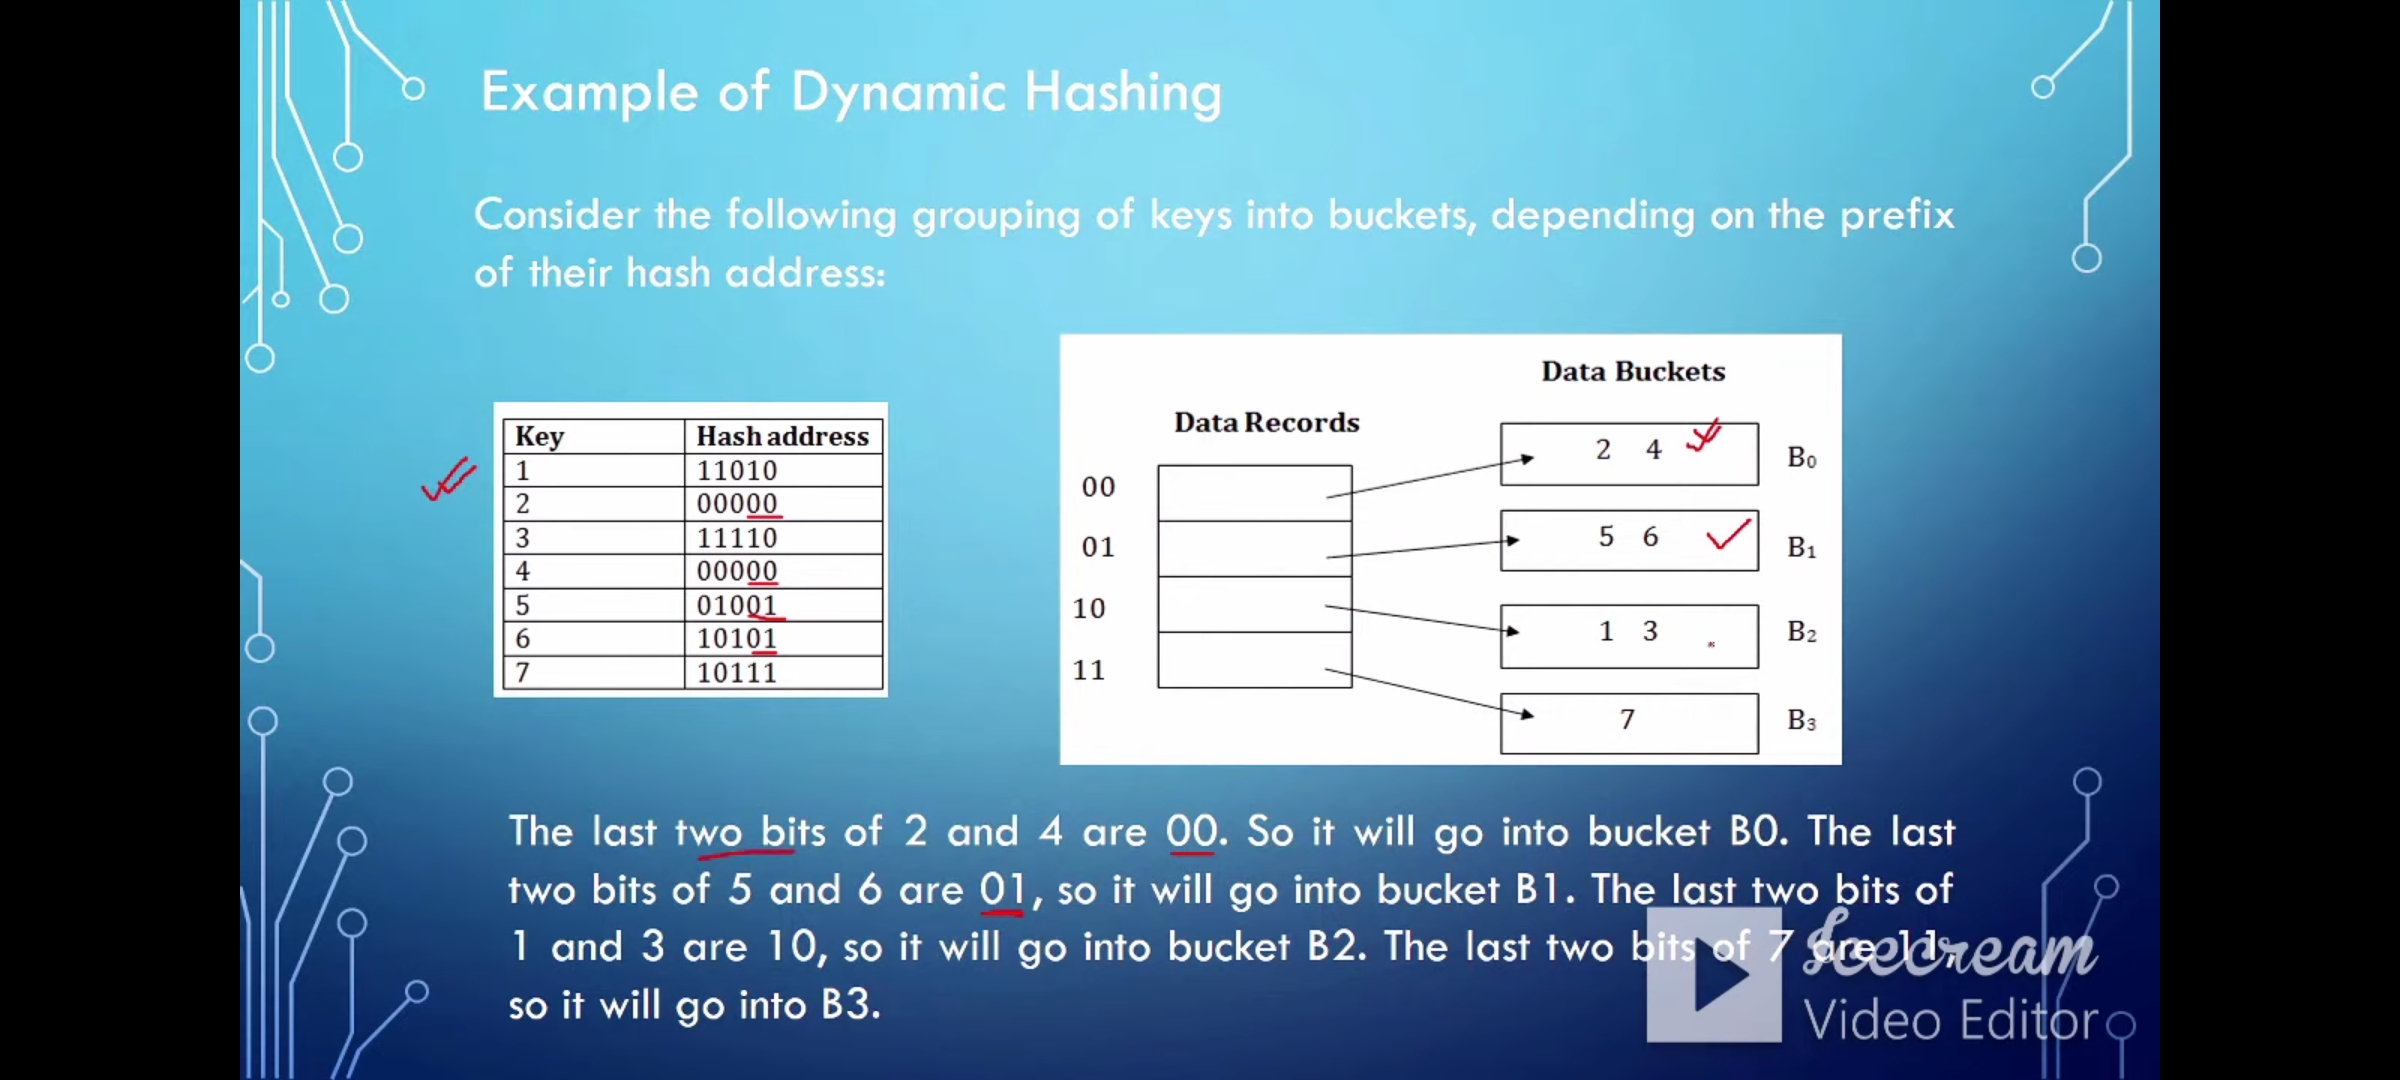 Example of Dynamic Hashing
Consider the following grouping of keys into buckets, depending on the prefix
of their hash address:
Key Hash address
1 11010
2 00000
3 11110
4 00000
5 01001
6 10101
7 10111
Data Buckets
Data Records
00
01
10
11
2 4 B0
5 6 B1
1 3 B2
7 B3
The last two bits of 2 and 4 are 00. So it will go into bucket B0. The last
two bits of 5 and 6 are 01, so it will go into bucket B1. The last two bits of
1 and 3 are 10, so it will go into bucket B2. The last two bits of 7 are 11,
so it will go into B3.
Icecream
Video Editor